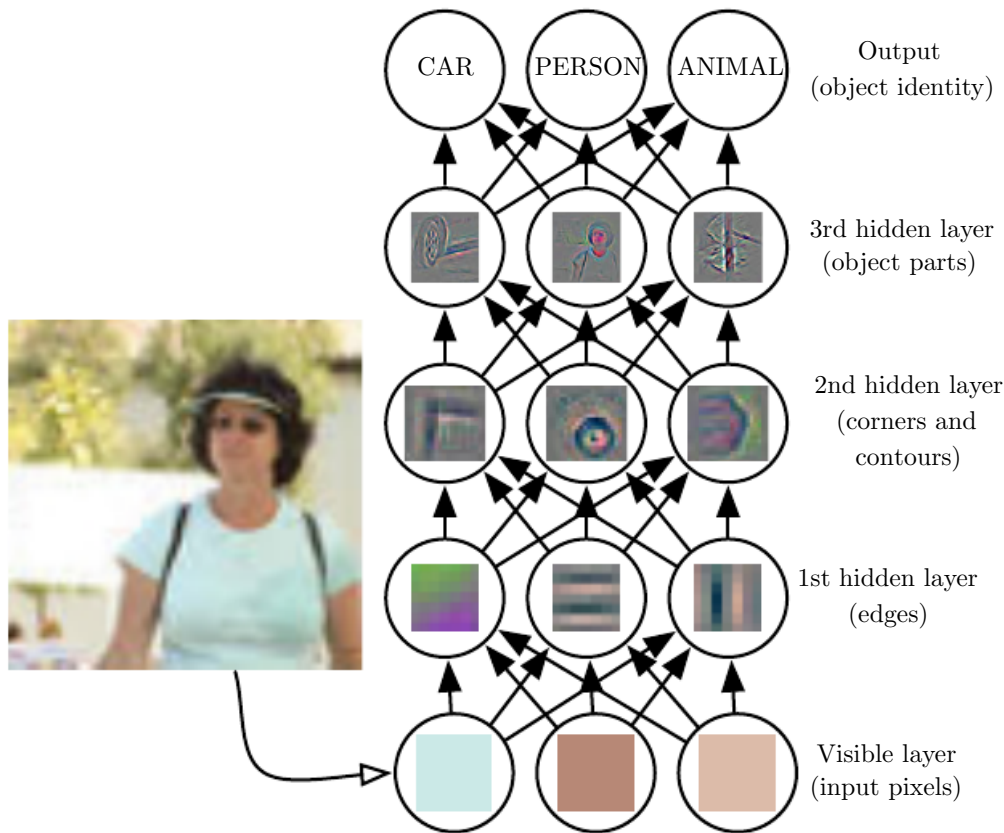 CAR PERSON ANIMAL
Output
(object identity)
3rd hidden layer
(object parts)
2nd hidden layer
(corners and
contours)
1st hidden layer
(edges)
Visible layer
(input pixels)